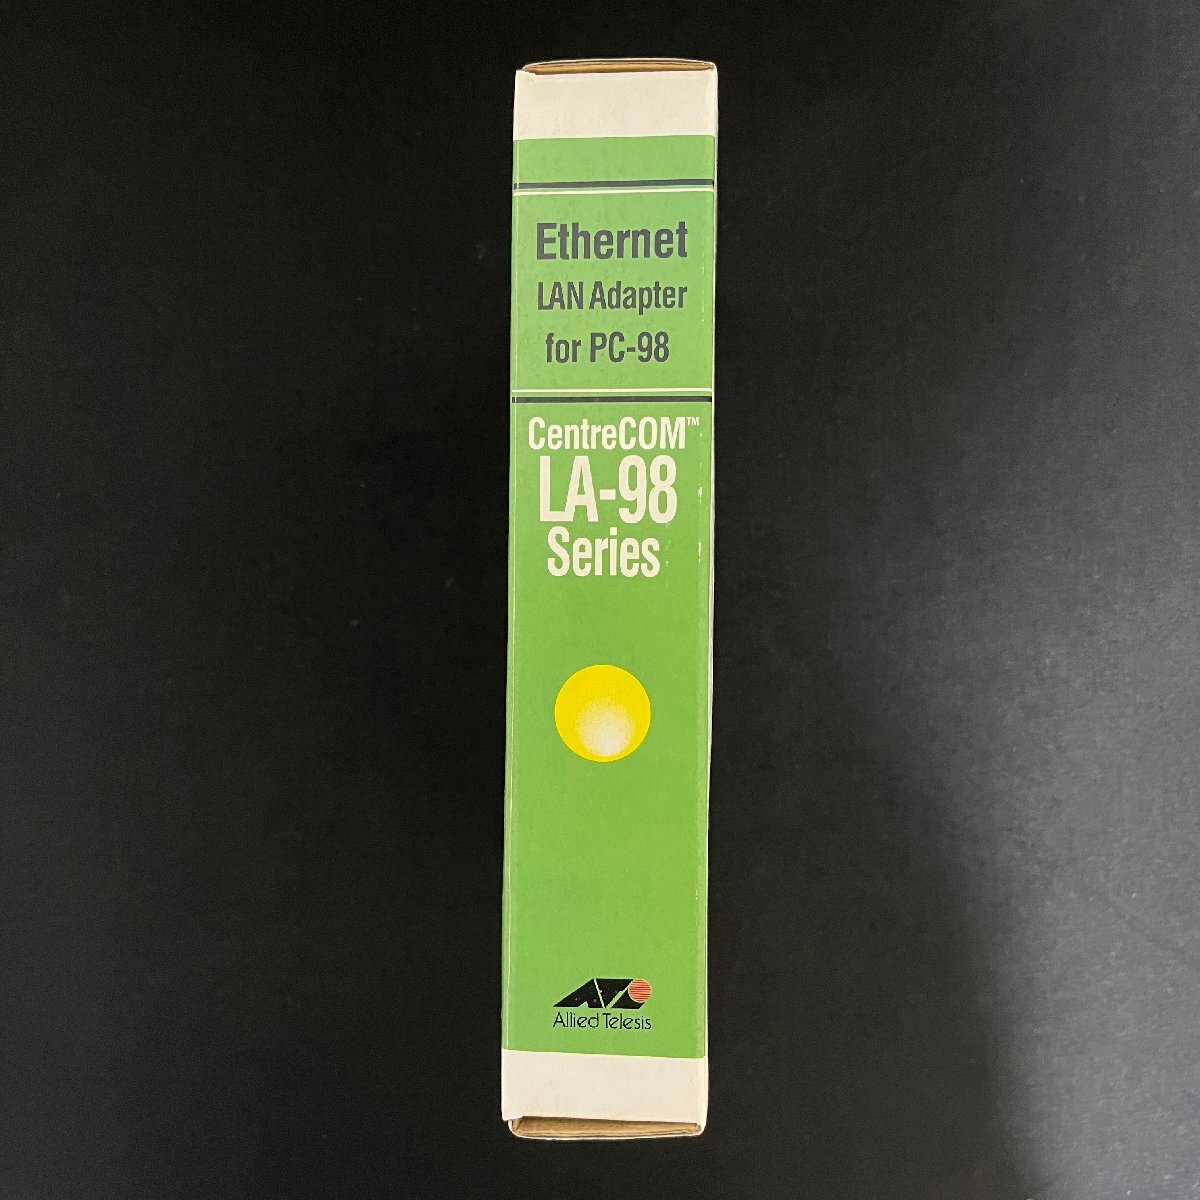 Ethernet
LAN Adapter
for PC-98
CentreCOM™
LA-98
Series
Allied Telesis